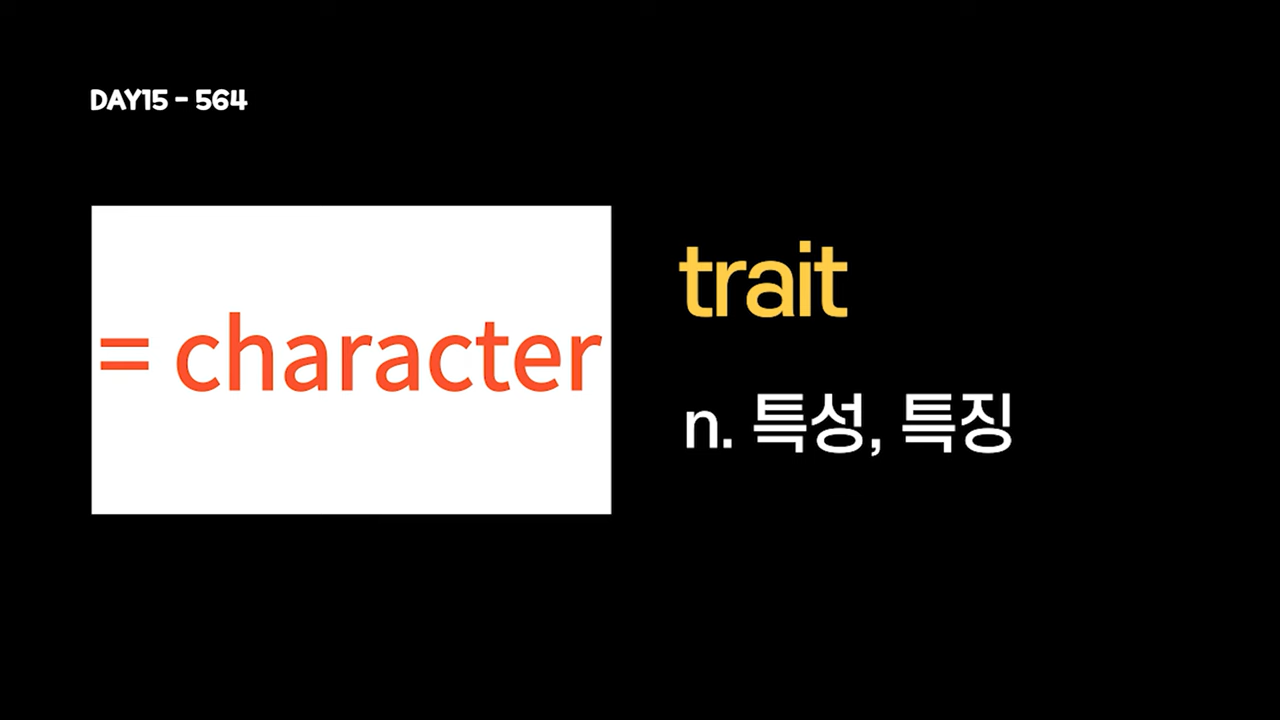 DAY15 - 564
= character
trait
n. 특성, 특징